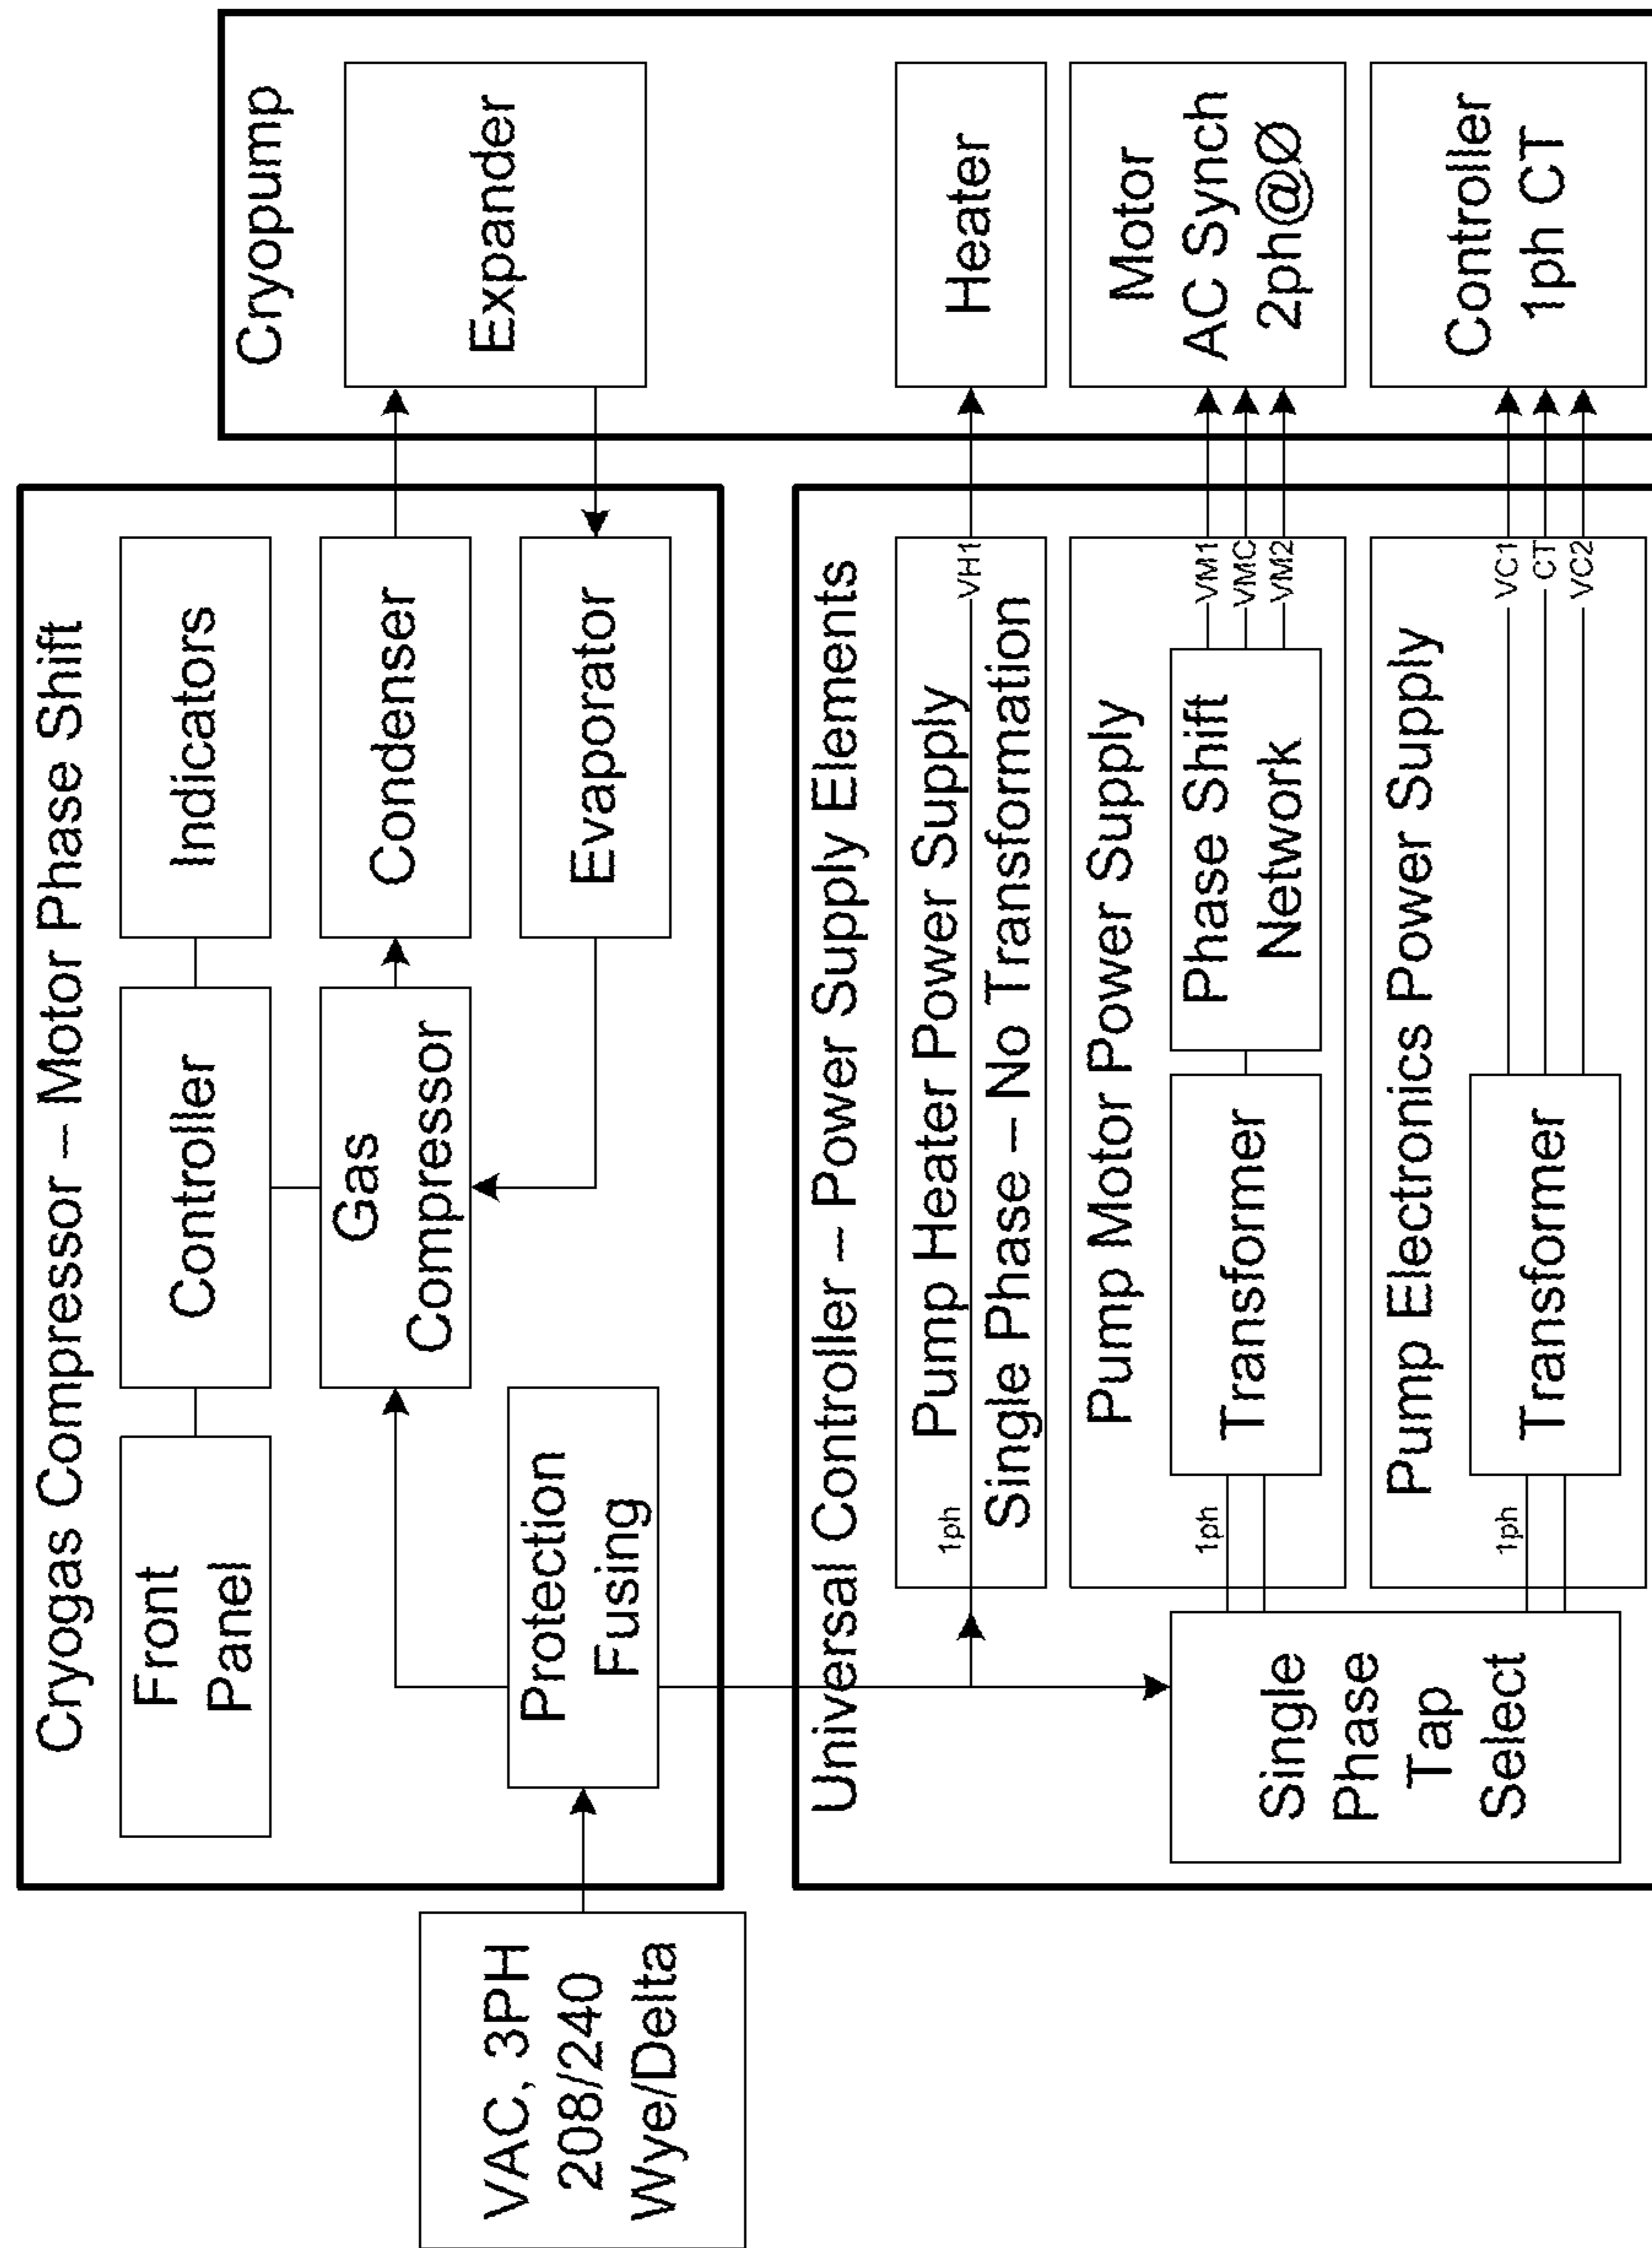 VAC, 3PH
208/240
Wye/Delta
Cryogas Compressor – Motor Phase Shift
Front
Panel
Controller
Indicators
Gas
Compressor
Condenser
Protection
Fusing
Evaporator
Universal Controller – Power Supply Elements
1ph
Pump Heater Power Supply
VH1
Single Phase – No Transformation
Single
Phase
Tap
Select
Pump Motor Power Supply
1ph
Transformer
Phase Shift
Network
VM1
VMC
VM2
Pump Electronics Power Supply
1ph
Transformer
VC1
CT
VC2
Cryopump
Expander
Heater
Motor
AC Synch
2ph@Ø
Controller
1ph CT